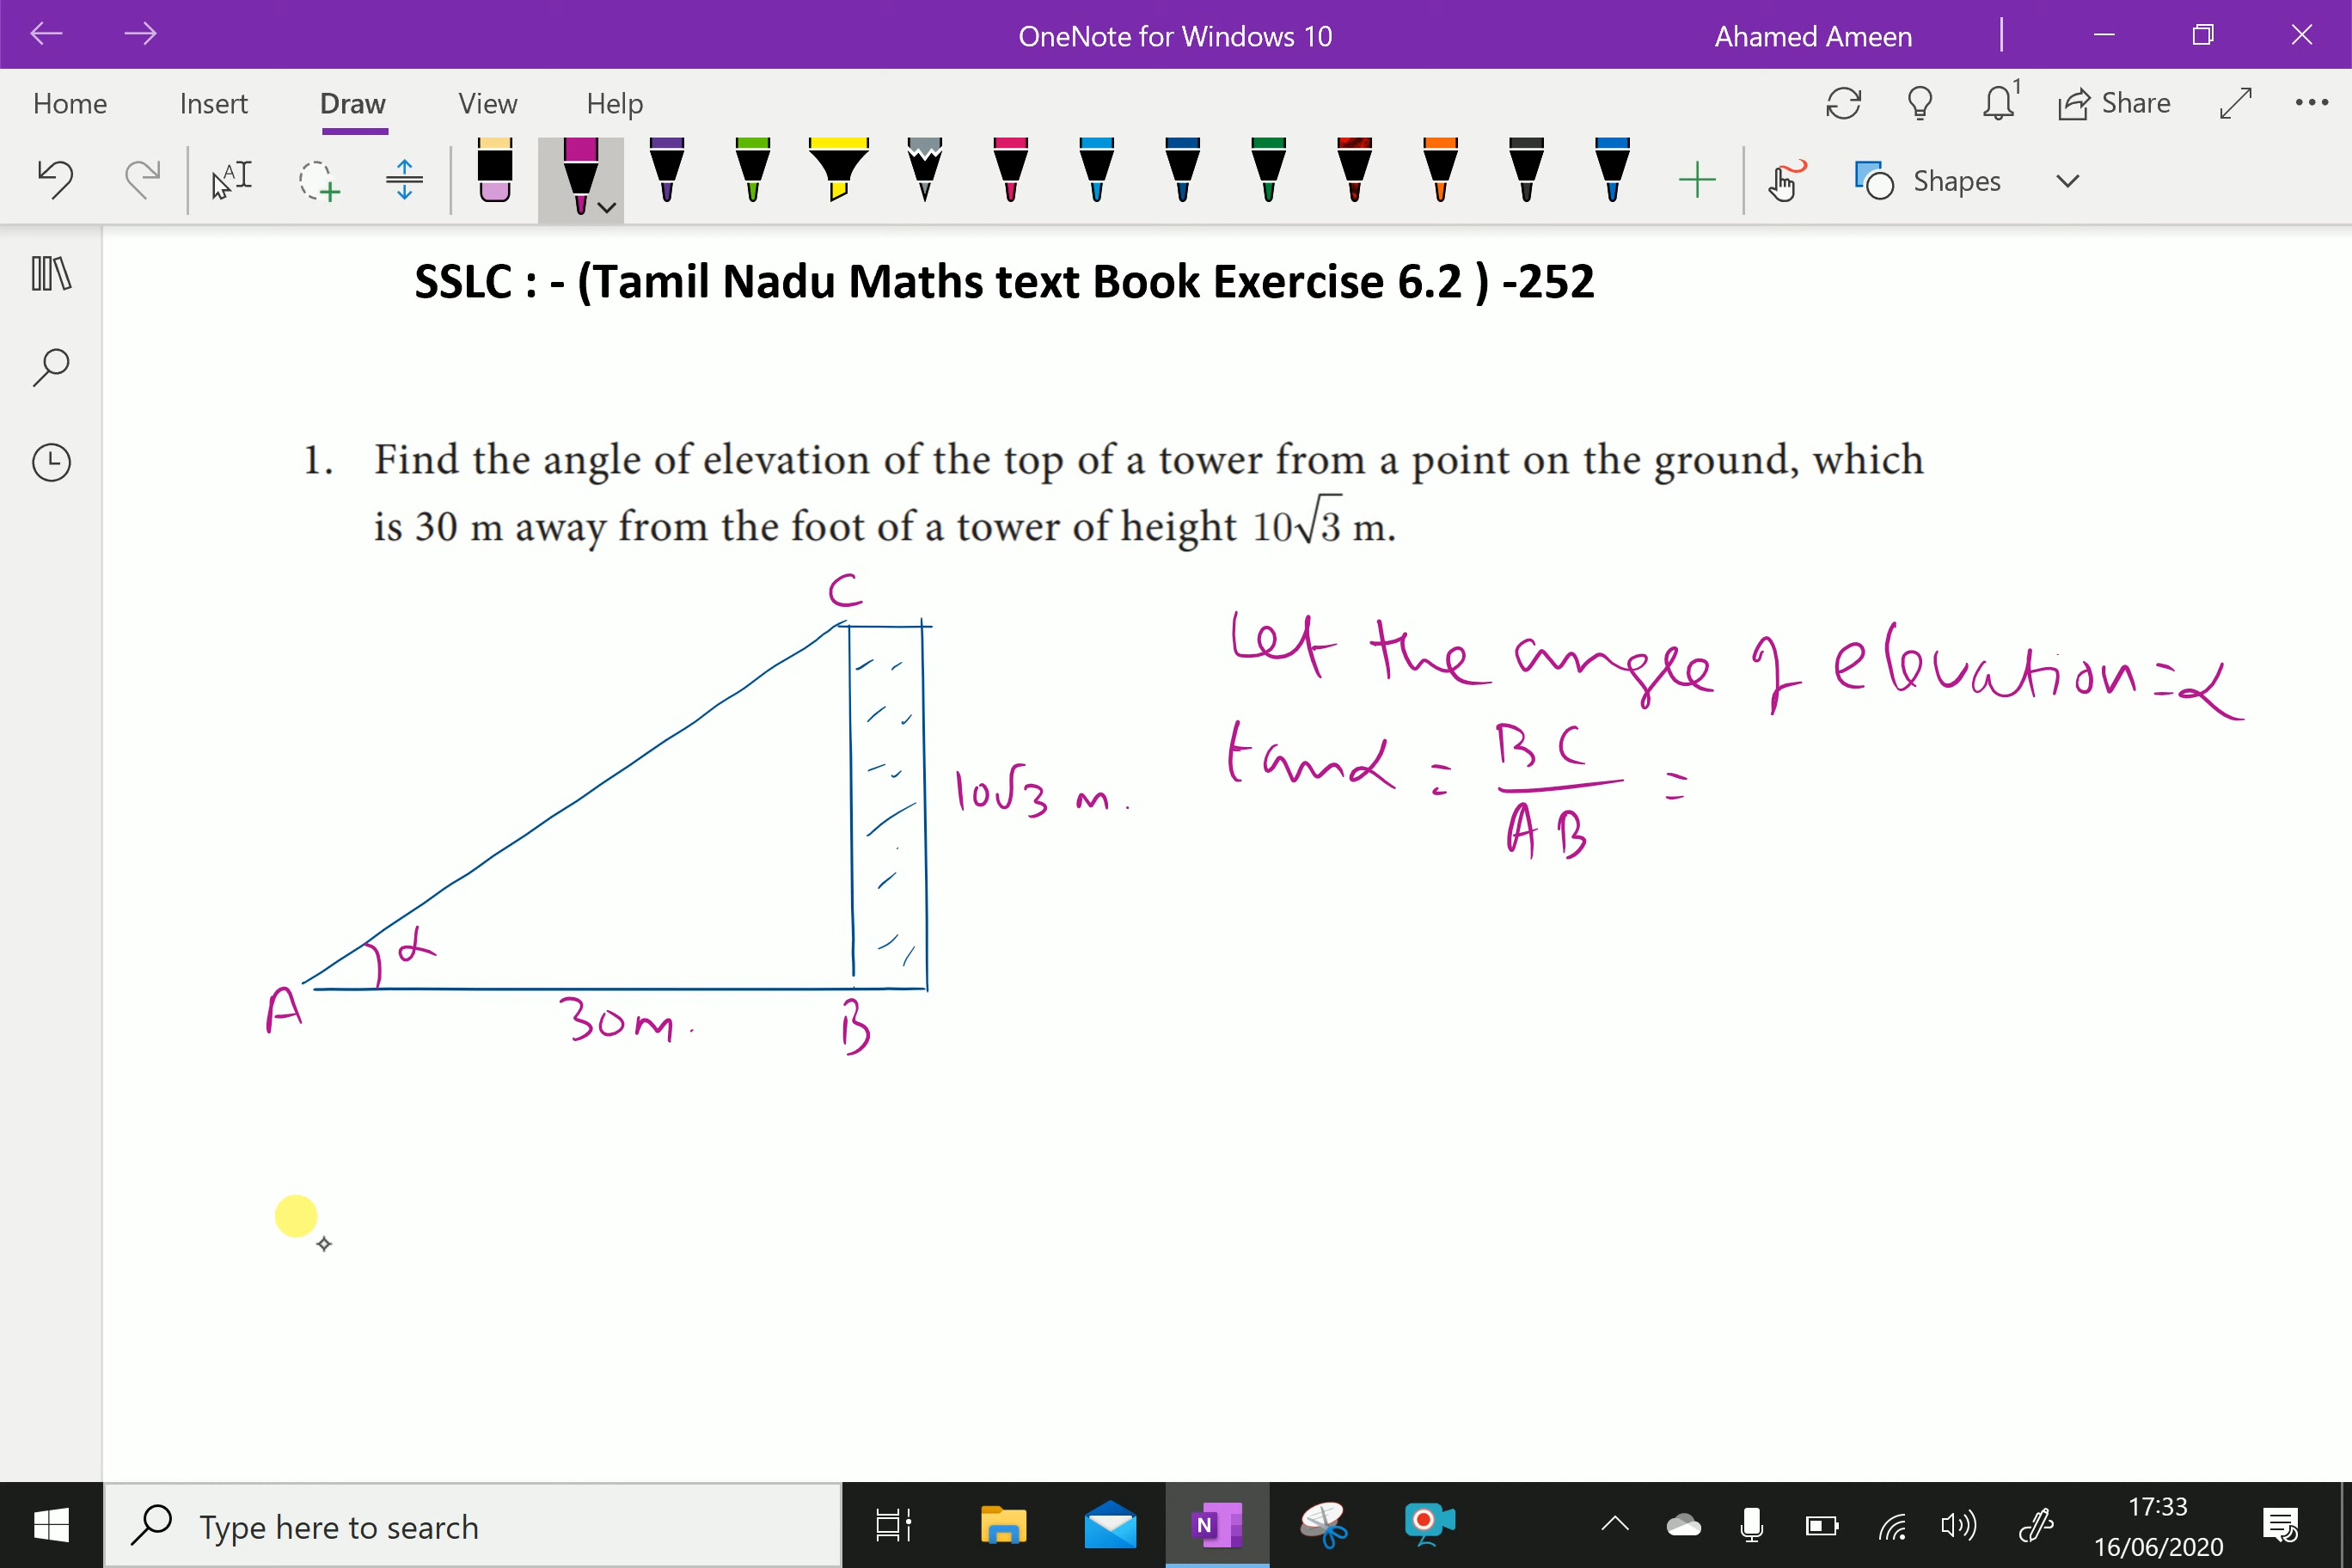 OneNote for Windows 10
Ahamed Ameen
Home Insert Draw View Help
1
Share
Shapes
SSLC : - (Tamil Nadu Maths text Book Exercise 6.2 ) -252
1. Find the angle of elevation of the top of a tower from a point on the ground, which
is 30 m away from the foot of a tower of height 10√3 m.
C
Let the angle of elevation = α
tanα = BC/AB =
10√3 m.
α
A
30m.
B
Type here to search
N
17:33
16/06/2020